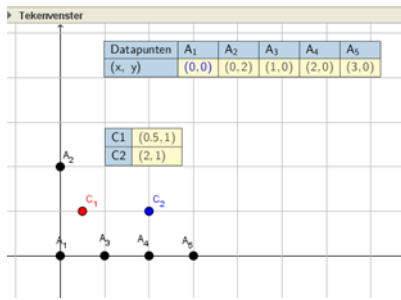 Tekenvenster
Datapunten A₁ A₂ A₃ A₄ A₅
(x, y) (0,0) (0,2) (1,0) (2,0) (3,0)
C1 (0.5,1)
C2 (2,1)
A₂
C₁ C₂
A₁ A₃ A₄ A₅